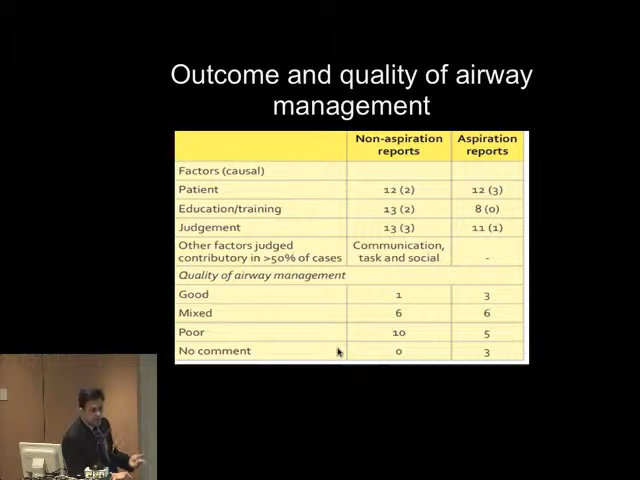 Outcome and quality of airway
management
Non-aspiration reports Aspiration reports
Factors (causal)
Patient 12 (2) 12 (3)
Education/training 13 (2) 8 (0)
Judgement 13 (3) 11 (1)
Other factors judged contributory in >50% of cases Communication, task and social -
Quality of airway management
Good 1 3
Mixed 6 6
Poor 10 5
No comment 0 3